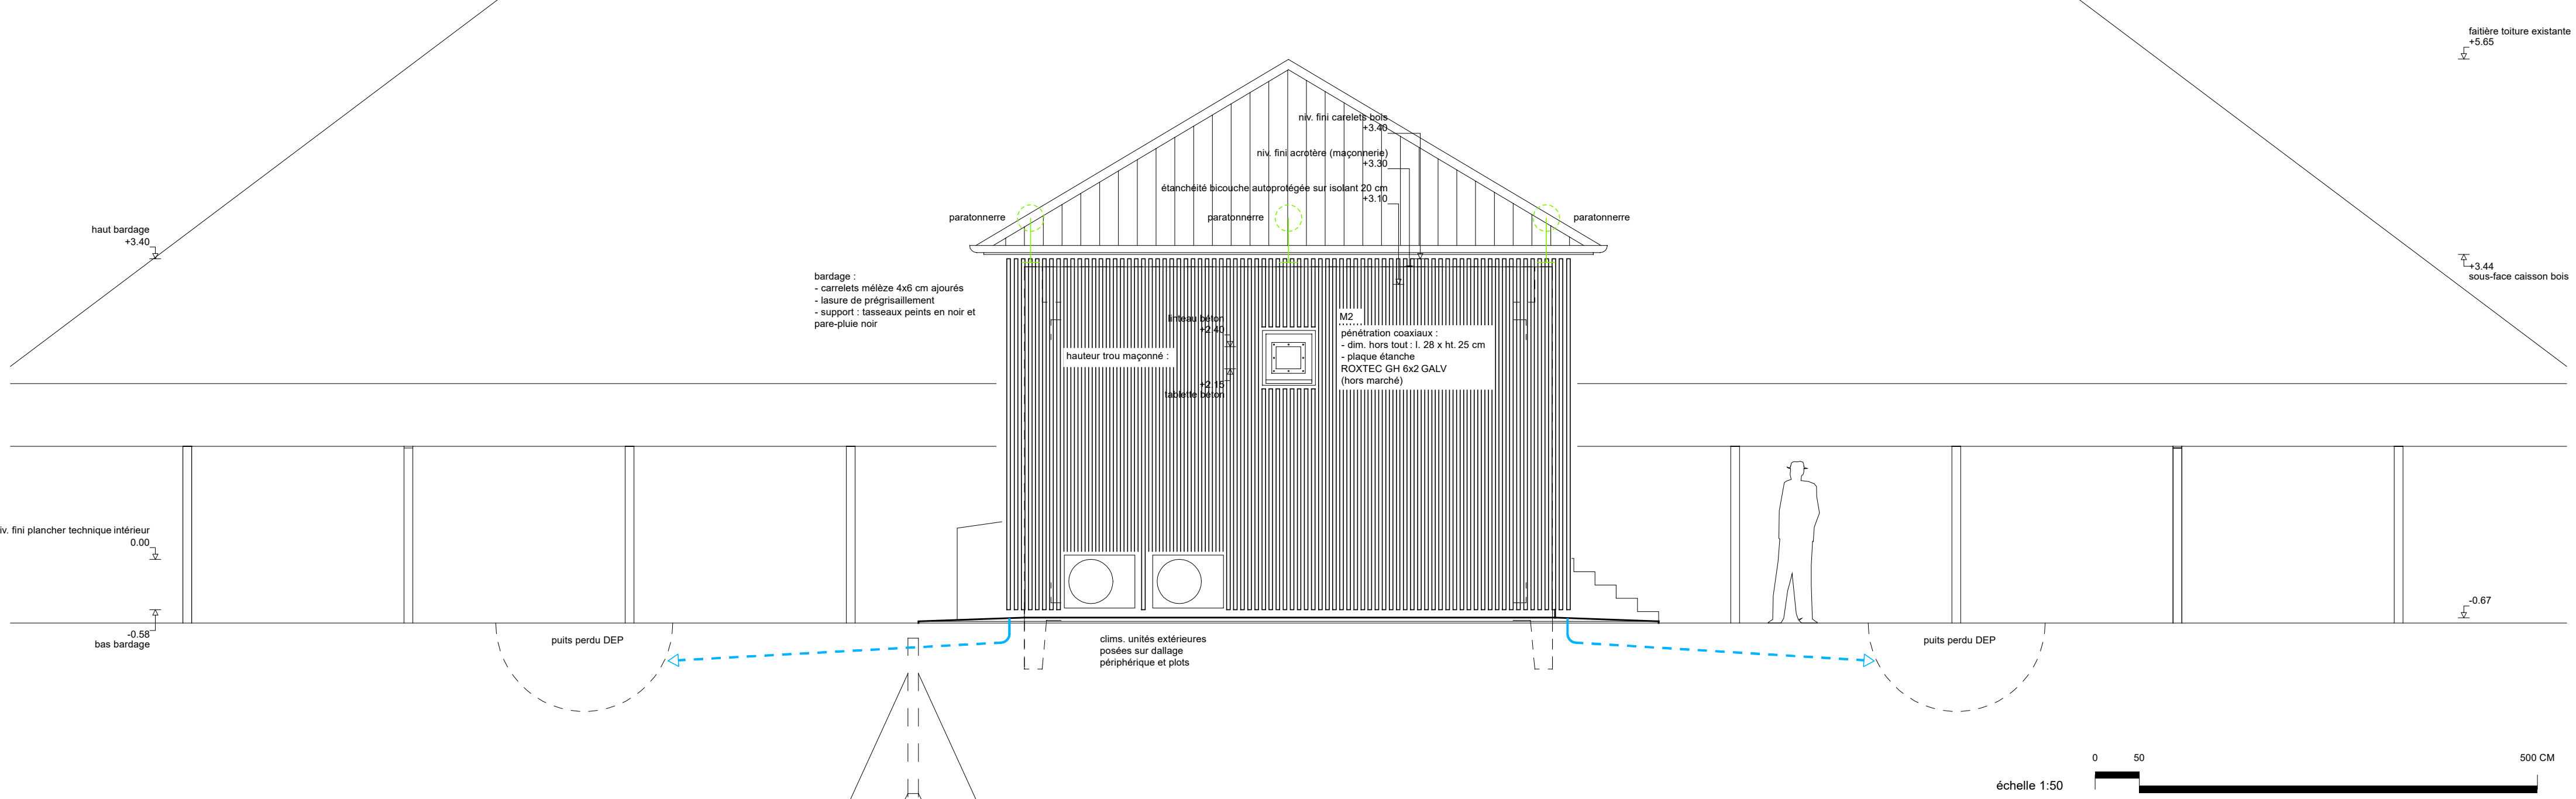 faitière toiture existante
+5.65
niv. fini carelets bois
+3.40
niv. fini acrotère (maçonnerie)
+3.30
étanchéité bicouche autoprotégée sur isolant 20 cm
+3.10
paratonnerre
paratonnerre
paratonnerre
haut bardage
+3.40
+3.44
sous-face caisson bois
bardage :
- carrelets mélèze 4x6 cm ajourés
- lasure de prégrisaillement
- support : tasseaux peints en noir et
pare-pluie noir
linteau béton
+2.40
M2
pénétration coaxiaux :
- dim. hors tout : l. 28 x ht. 25 cm
- plaque étanche
ROXTEC GH 6x2 GALV
(hors marché)
hauteur trou maçonné :
+2.15
tablette béton
iv. fini plancher technique intérieur
0.00
-0.58
bas bardage
-0.67
puits perdu DEP
clims. unités extérieures
posées sur dallage
périphérique et plots
puits perdu DEP
échelle 1:50
0 50 500 CM